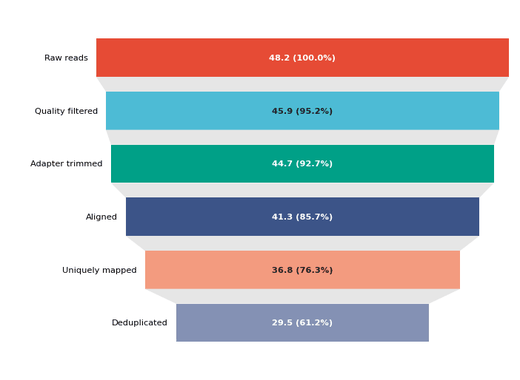 Raw reads 48.2 (100.0%)
Quality filtered 45.9 (95.2%)
Adapter trimmed 44.7 (92.7%)
Aligned 41.3 (85.7%)
Uniquely mapped 36.8 (76.3%)
Deduplicated 29.5 (61.2%)